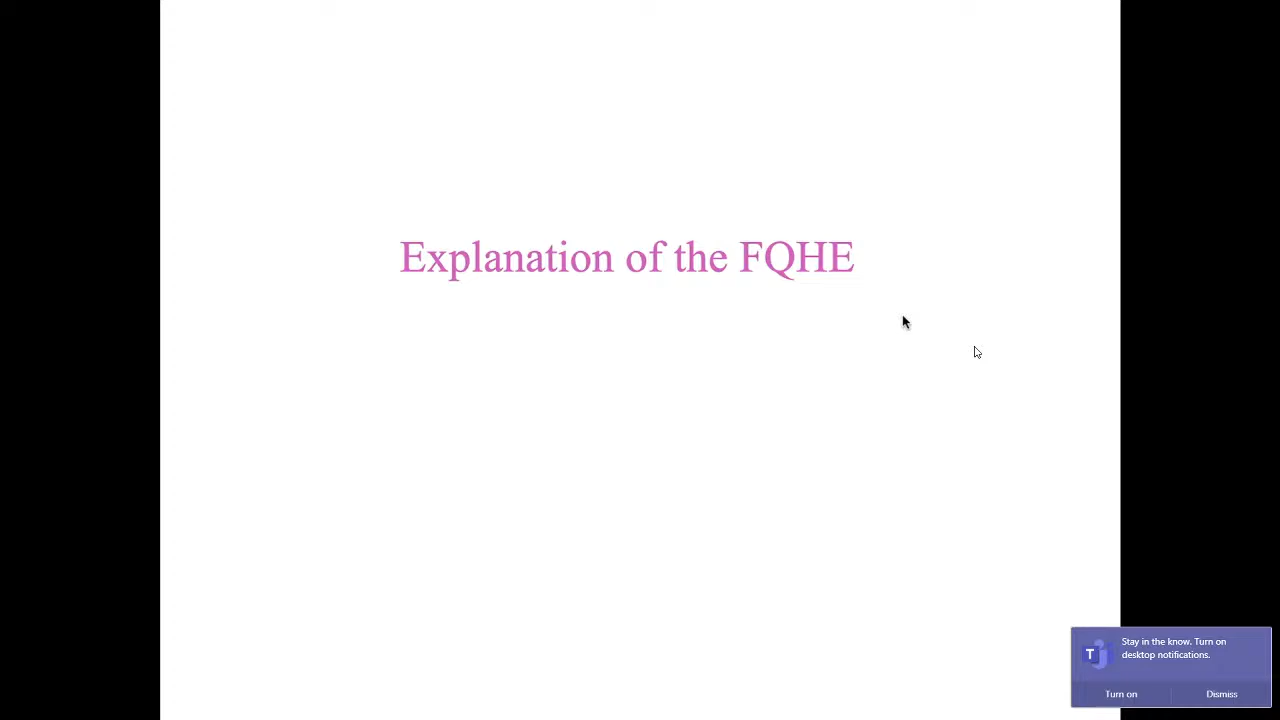 Explanation of the FQHE
Stay in the know. Turn on
desktop notifications.
T
Turn on
Dismiss